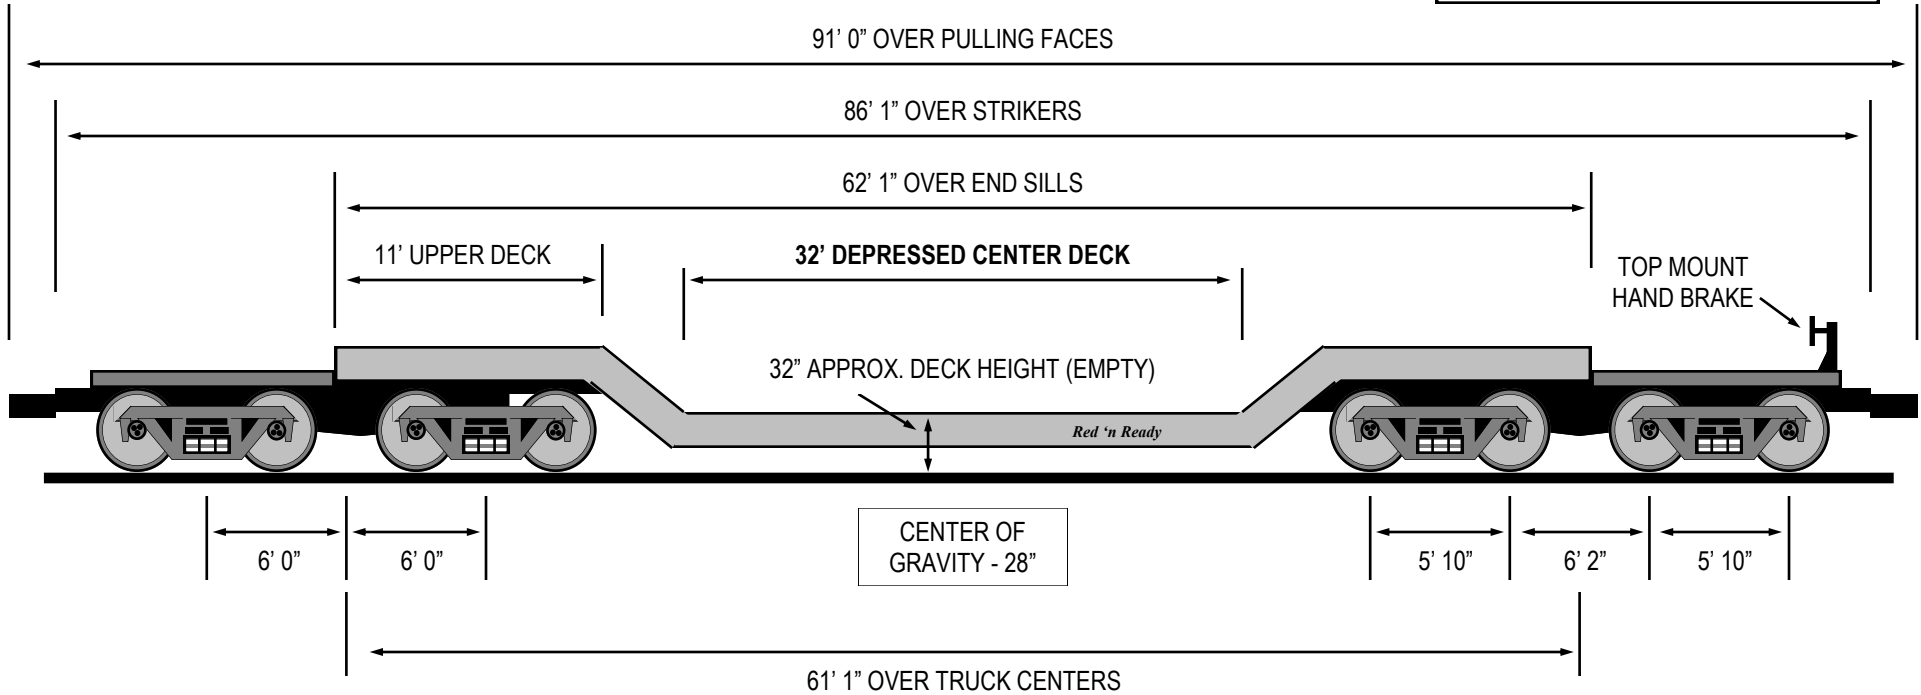 91’ 0” OVER PULLING FACES
86’ 1” OVER STRIKERS
62’ 1” OVER END SILLS
11’ UPPER DECK
32’ DEPRESSED CENTER DECK
TOP MOUNT
HAND BRAKE
32” APPROX. DECK HEIGHT (EMPTY)
Red ‘n Ready
6’ 0”
6’ 0”
CENTER OF
GRAVITY - 28”
5’ 10”
6’ 2”
5’ 10”
61’ 1” OVER TRUCK CENTERS